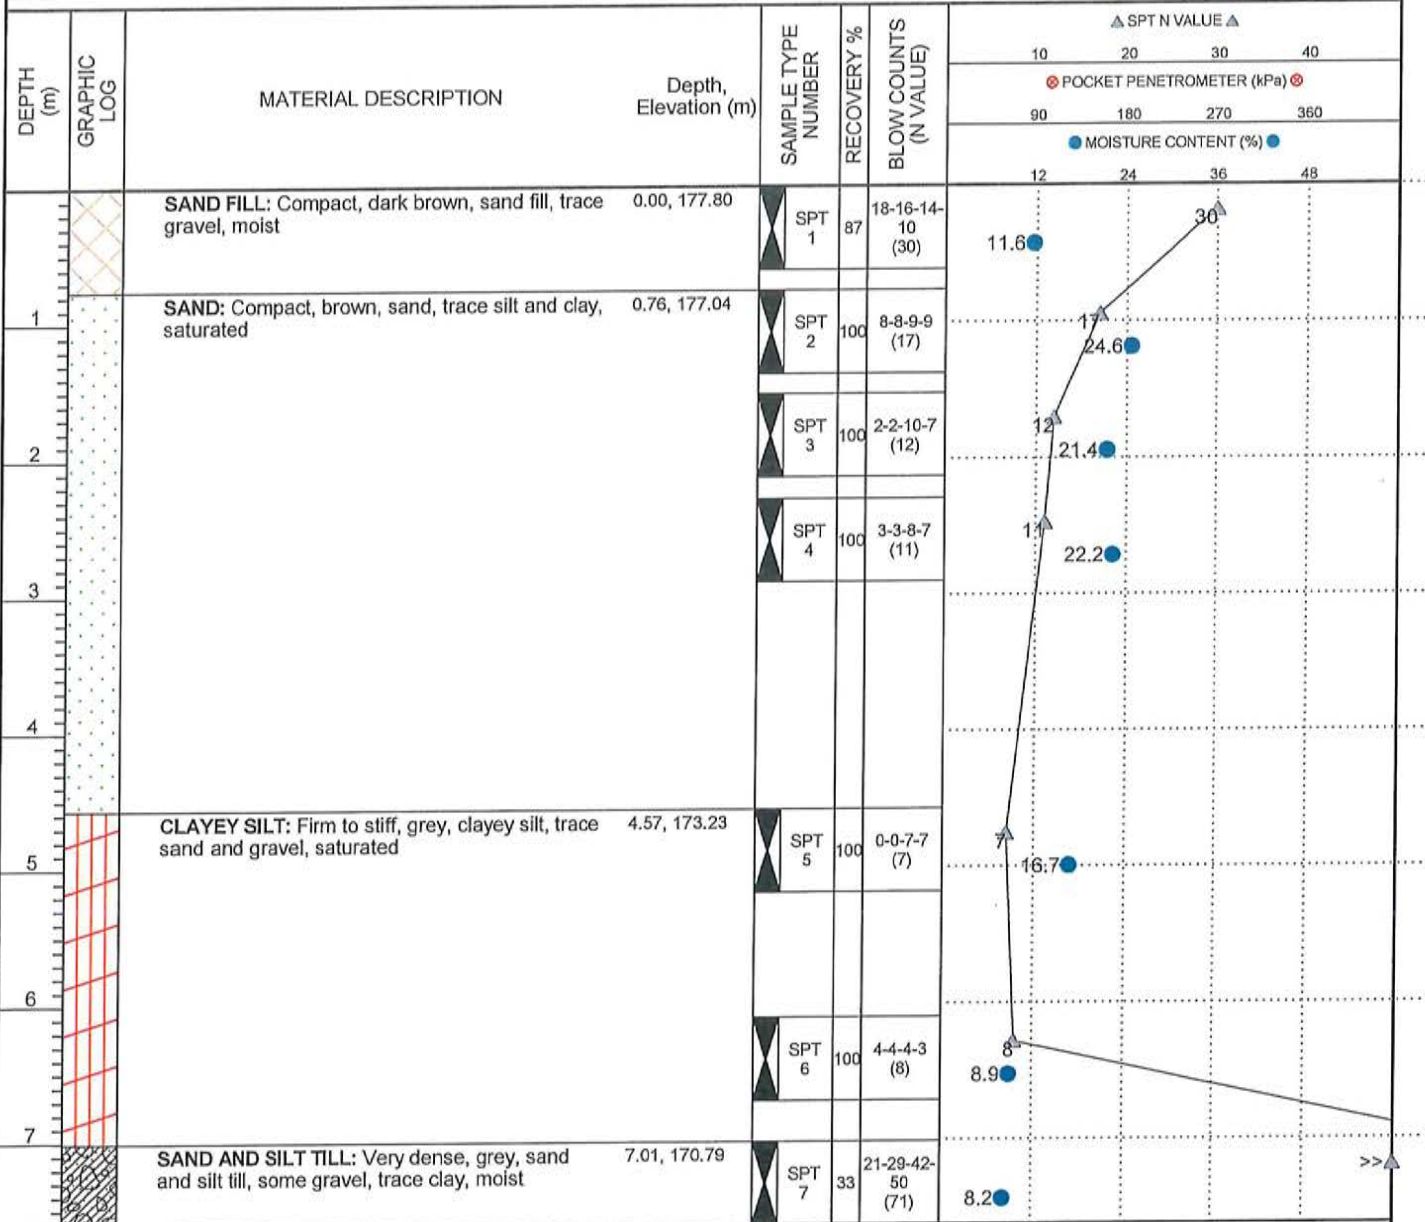 DEPTH
(m)
GRAPHIC
LOG
MATERIAL DESCRIPTION
Depth,
Elevation (m)
SAMPLE TYPE
NUMBER
RECOVERY %
BLOW COUNTS
(N VALUE)
SPT N VALUE
10 20 30 40
POCKET PENETROMETER (kPa)
90 180 270 360
MOISTURE CONTENT (%)
12 24 36 48
SAND FILL: Compact, dark brown, sand fill, trace
gravel, moist
0.00, 177.80
SPT
1
87
18-16-14-
10
(30)
30
11.6
1
SAND: Compact, brown, sand, trace silt and clay,
saturated
0.76, 177.04
SPT
2
100
8-8-9-9
(17)
17
24.6
SPT
3
100
2-2-10-7
(12)
12
21.4
2
SPT
4
100
3-3-8-7
(11)
11
22.2
3
4
CLAYEY SILT: Firm to stiff, grey, clayey silt, trace
sand and gravel, saturated
4.57, 173.23
SPT
5
100
0-0-7-7
(7)
7
16.7
5
6
SPT
6
100
4-4-4-3
(8)
8
8.9
7
SAND AND SILT TILL: Very dense, grey, sand
and silt till, some gravel, trace clay, moist
7.01, 170.79
SPT
7
33
21-29-42-
50
(71)
>>
8.2